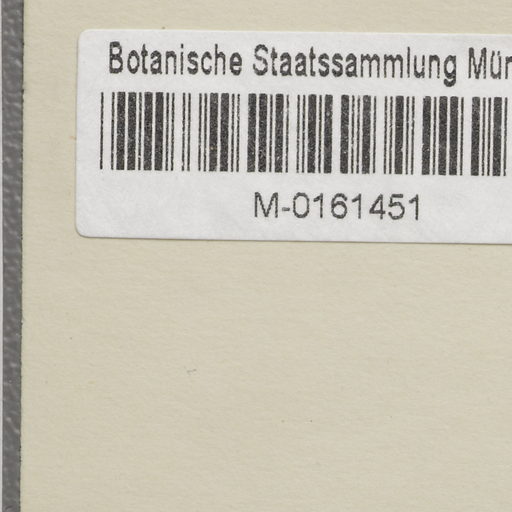 Botanische Staatssammlung Mün
M-0161451